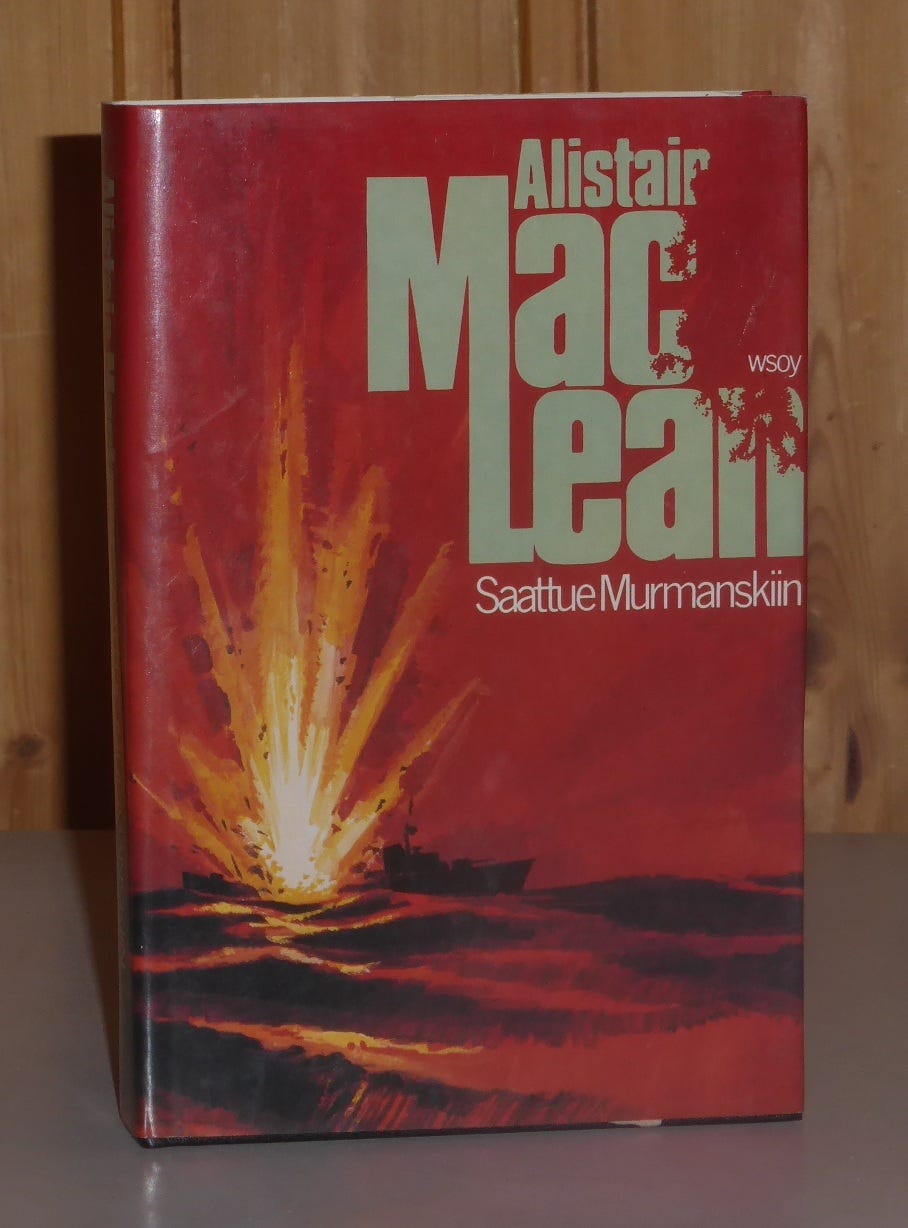 Alistair
Mac
wsoy
Lean
Saattue Murmanskiin